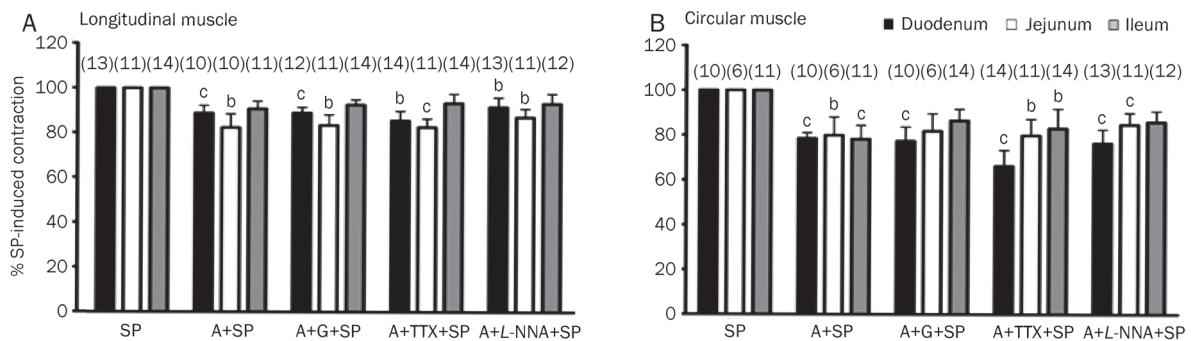 A Longitudinal muscle
% SP-induced contraction
120
100
80
60
40
20
0
(13)(11)(14)(10)(10)(11) (12)(11)(14) (14)(11)(14) (13)(11)(12)
c b c b b c b b
SP A+SP A+G+SP A+TTX+SP A+L-NNA+SP
B Circular muscle
Duodenum Jejunum Ileum
120
100
80
60
40
20
0
(10)(6)(11) (10)(6)(11) (10)(6)(14) (14)(11)(14) (13)(11)(12)
c b c c c b b c c
SP A+SP A+G+SP A+TTX+SP A+L-NNA+SP